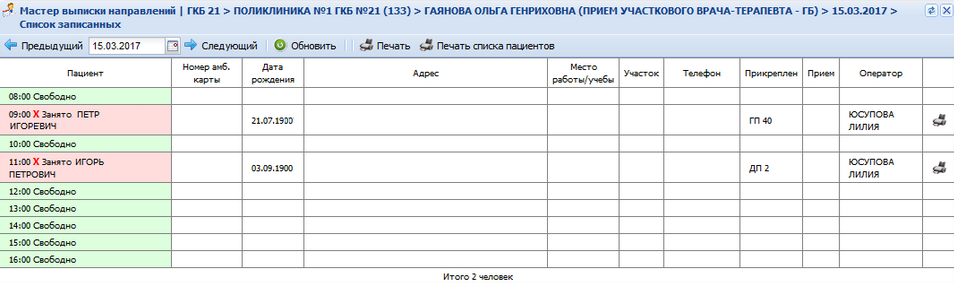 Мастер выписки направлений | ГКБ 21 > ПОЛИКЛИНИКА №1 ГКБ №21 (133) > ГАЯНОВА ОЛЬГА ГЕНРИХОВНА (ПРИЕМ УЧАСТКОВОГО ВРАЧА-ТЕРАПЕВТА - ГБ) > 15.03.2017 >
Список записанных
Предыдущий 15.03.2017 Следующий Обновить Печать Печать списка пациентов
Пациент Номер амб. карты Дата рождения Адрес Место работы/учебы Участок Телефон Прикреплен Прием Оператор
08:00 Свободно
09:00 X Занято ПЕТР
ИГОРЕВИЧ 21.07.1900 ГП 40 ЮСУПОВА ЛИЛИЯ
10:00 Свободно
11:00 X Занято ИГОРЬ
ПЕТРОВИЧ 03.09.1900 ДП 2 ЮСУПОВА ЛИЛИЯ
12:00 Свободно
13:00 Свободно
14:00 Свободно
15:00 Свободно
16:00 Свободно
Итого 2 человек